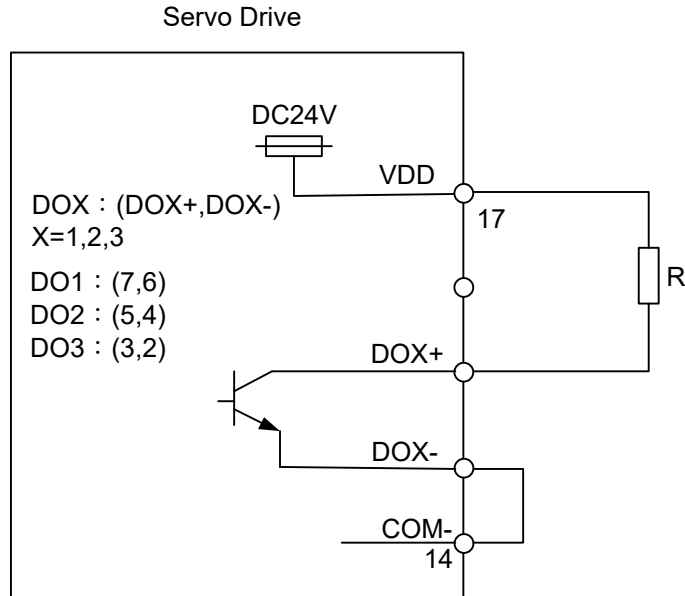 Servo Drive
DC24V
VDD
17
DOX：(DOX+,DOX-)
X=1,2,3
DO1：(7,6)
DO2：(5,4)
DO3：(3,2)
R
DOX+
DOX-
COM-
14